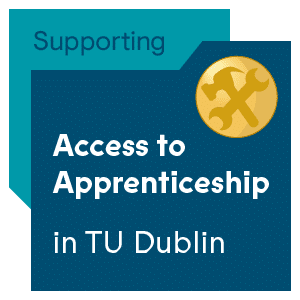 Supporting
Access to
Apprenticeship
in TU Dublin